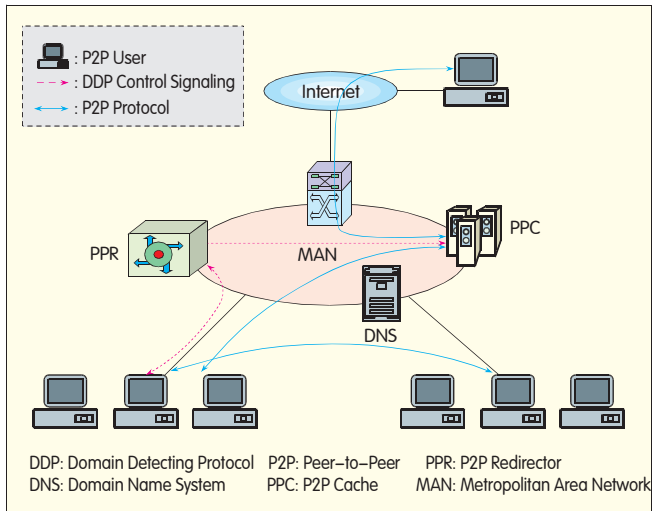 : P2P User
: DDP Control Signaling
: P2P Protocol
Internet
PPR
MAN
PPC
DNS
DDP: Domain Detecting Protocol P2P: Peer–to–Peer PPR: P2P Redirector
DNS: Domain Name System PPC: P2P Cache MAN: Metropolitan Area Network